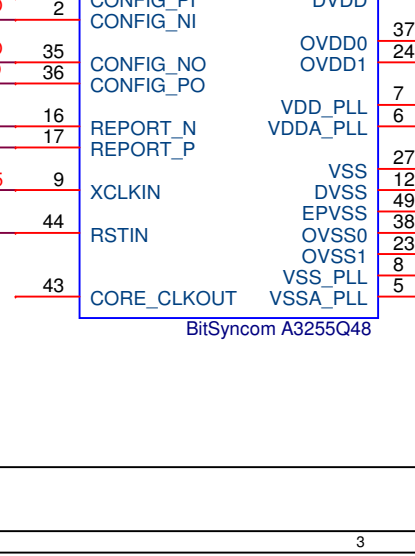 CONFIG_PI DVDD
2 CONFIG_NI
37
35 OVDD0 24
CONFIG_NO OVDD1
36 CONFIG_PO
7
VDD_PLL 6
16 REPORT_N VDDA_PLL
17 REPORT_P
27
VSS 12
9 XCLKIN DVSS 49
EPVSS 38
44 RSTIN OVSS0 23
OVSS1 8
VSS_PLL 5
43 CORE_CLKOUT VSSA_PLL
BitSyncom A3255Q48
3